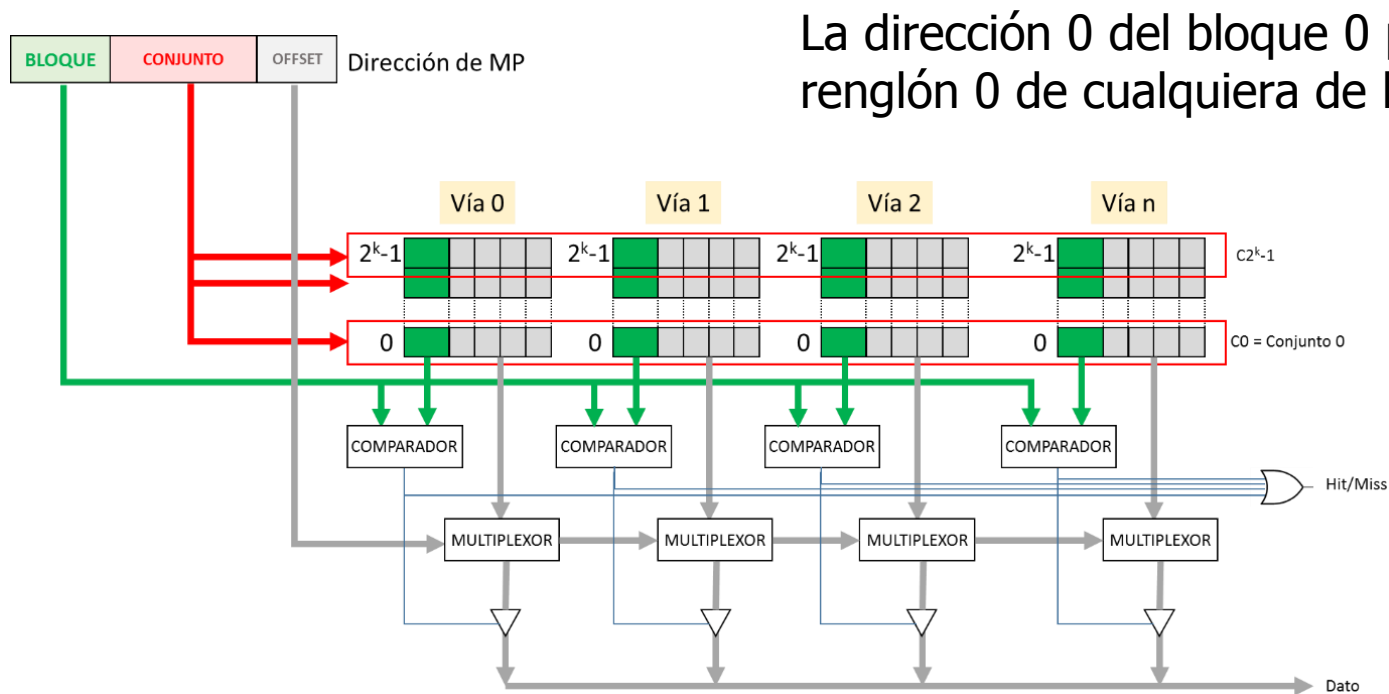 La dirección 0 del bloque 0
renglón 0 de cualquiera de
BLOQUE CONJUNTO OFFSET Dirección de MP
Vía 0 Vía 1 Vía 2 Vía n
2ᵏ-1 2ᵏ-1 2ᵏ-1 2ᵏ-1 C2ᵏ-1
0 0 0 0 C0 = Conjunto 0
COMPARADOR COMPARADOR COMPARADOR COMPARADOR
Hit/Miss
MULTIPLEXOR MULTIPLEXOR MULTIPLEXOR MULTIPLEXOR
Dato